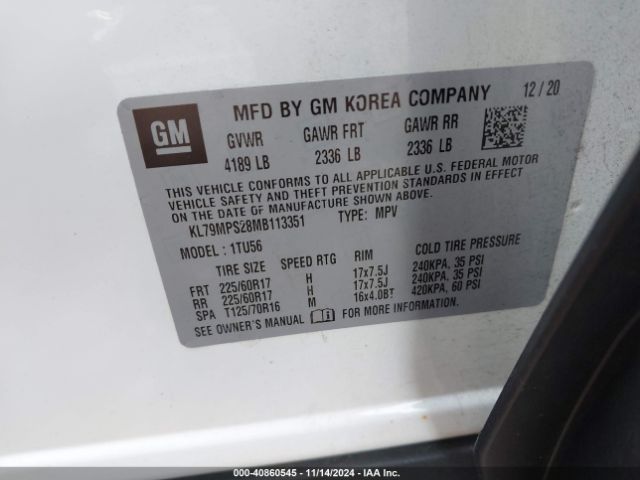 GM
MFD BY GM KOREA COMPANY 12/20
GVWR GAWR FRT GAWR RR
4189 LB 2336 LB 2336 LB
THIS VEHICLE CONFORMS TO ALL APPLICABLE U.S. FEDERAL MOTOR
VEHICLE SAFETY AND THEFT PREVENTION STANDARDS IN EFFECT
ON THE DATE OF MANUFACTURE SHOWN ABOVE.
KL79MPS28MB113351 TYPE: MPV
MODEL: 1TU56
TIRE SIZE SPEED RTG RIM COLD TIRE PRESSURE
FRT 225/60R17 H 17x7.5J 240KPA, 35 PSI
RR 225/60R17 H 17x7.5J 240KPA, 35 PSI
SPA T125/70R16 M 16x4.0BT 420KPA, 60 PSI
SEE OWNER'S MANUAL FOR MORE INFORMATION.
000-40860545 - 11/14/2024 - IAA Inc.